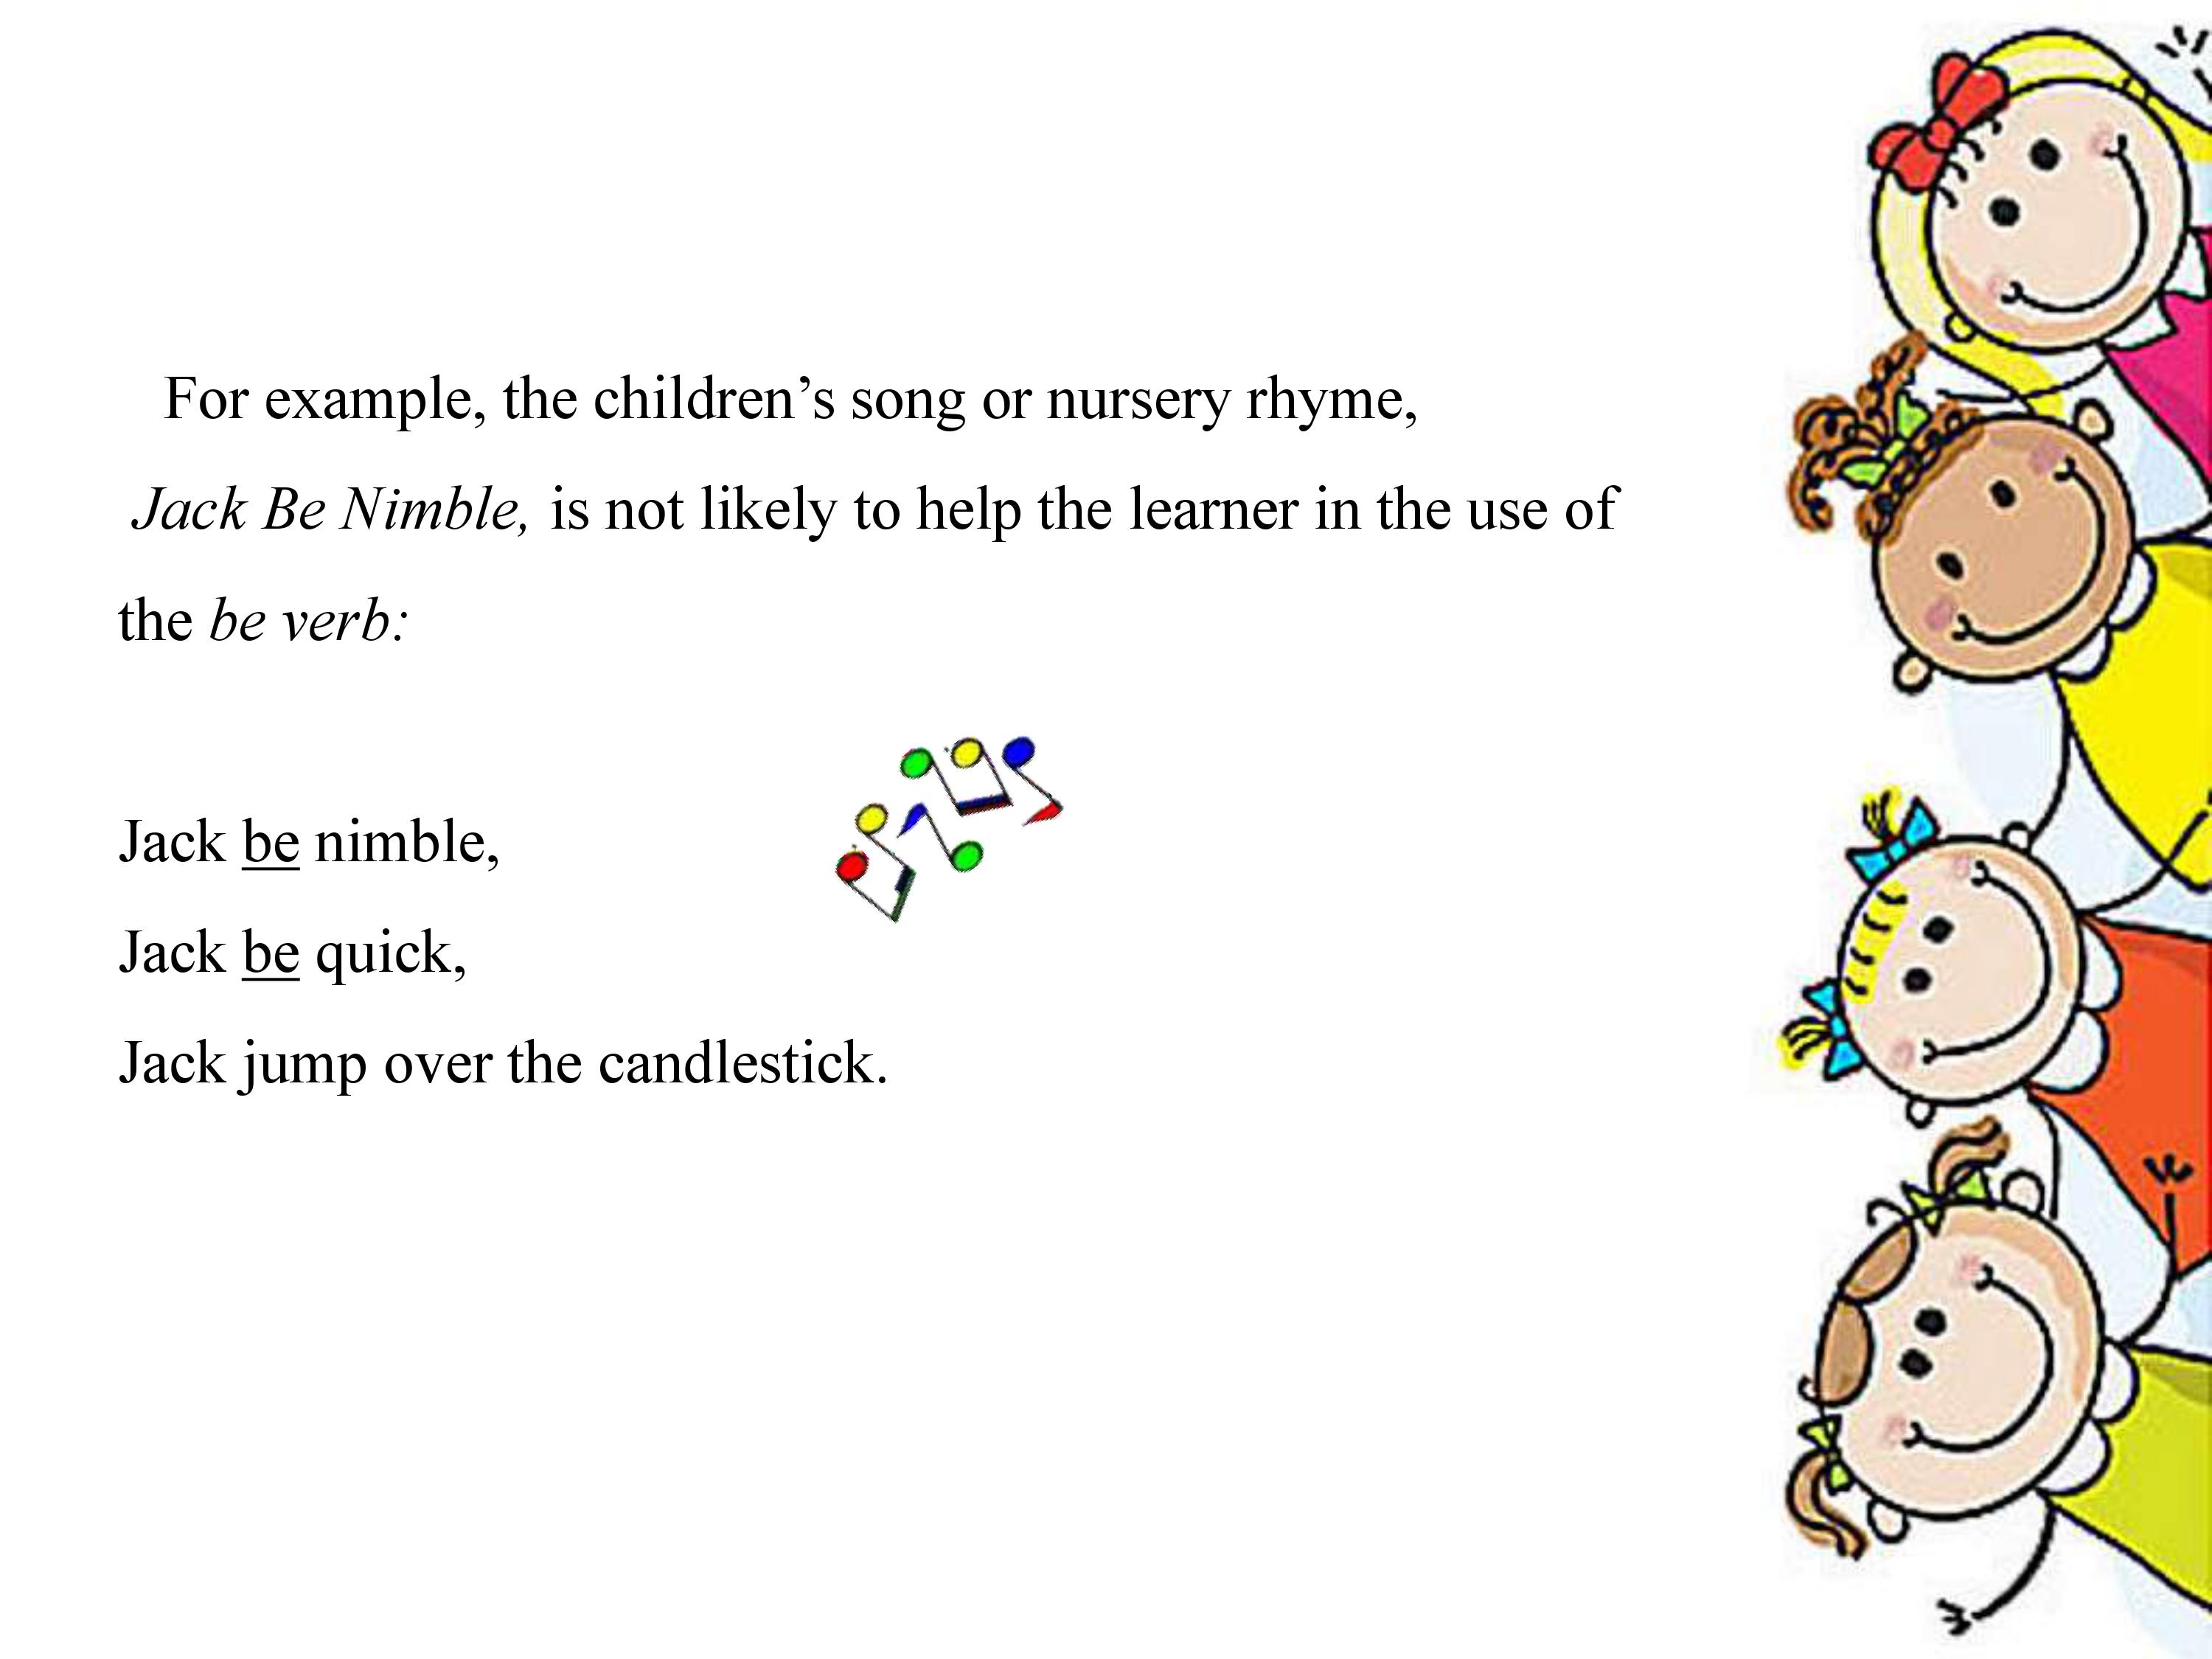 For example, the children’s song or nursery rhyme,
Jack Be Nimble, is not likely to help the learner in the use of
the be verb:
Jack be nimble,
Jack be quick,
Jack jump over the candlestick.